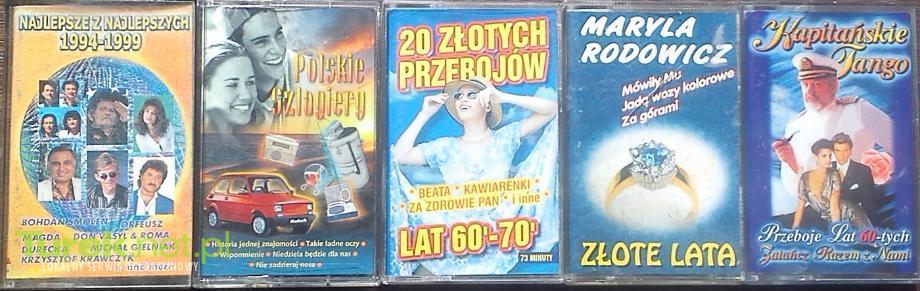 NAJLEPSZE Z NAJLEPSZYCH
1994-1999
BOHDAN SMOLEŃ
ORFEUSZ
MAGDA
DURECKA
DON VASYL & ROMA
MICHAŁ GIELNIAK
KRZYSZTOF KRAWCZYK
Polskie
Szlagiery
Maluch
• Historia jednej znajomości • Takie ładne oczy •
• Wspomnienie • Niedziela będzie dla nas •
• Nie zadzieraj nosa •
20 ZŁOTYCH
PRZEBOJÓW
• BEATA • KAWIARENKI •
ZA ZDROWIE PAŃ • i inne
LAT 60'-70'
73 MINUTY
MARYLA
RODOWICZ
Mówiły Mu
Jadą wozy kolorowe
Za górami
ZŁOTE LATA
Kapitańskie
Tango
Przeboje Lat 60-tych
Zatańcz Razem z Nami